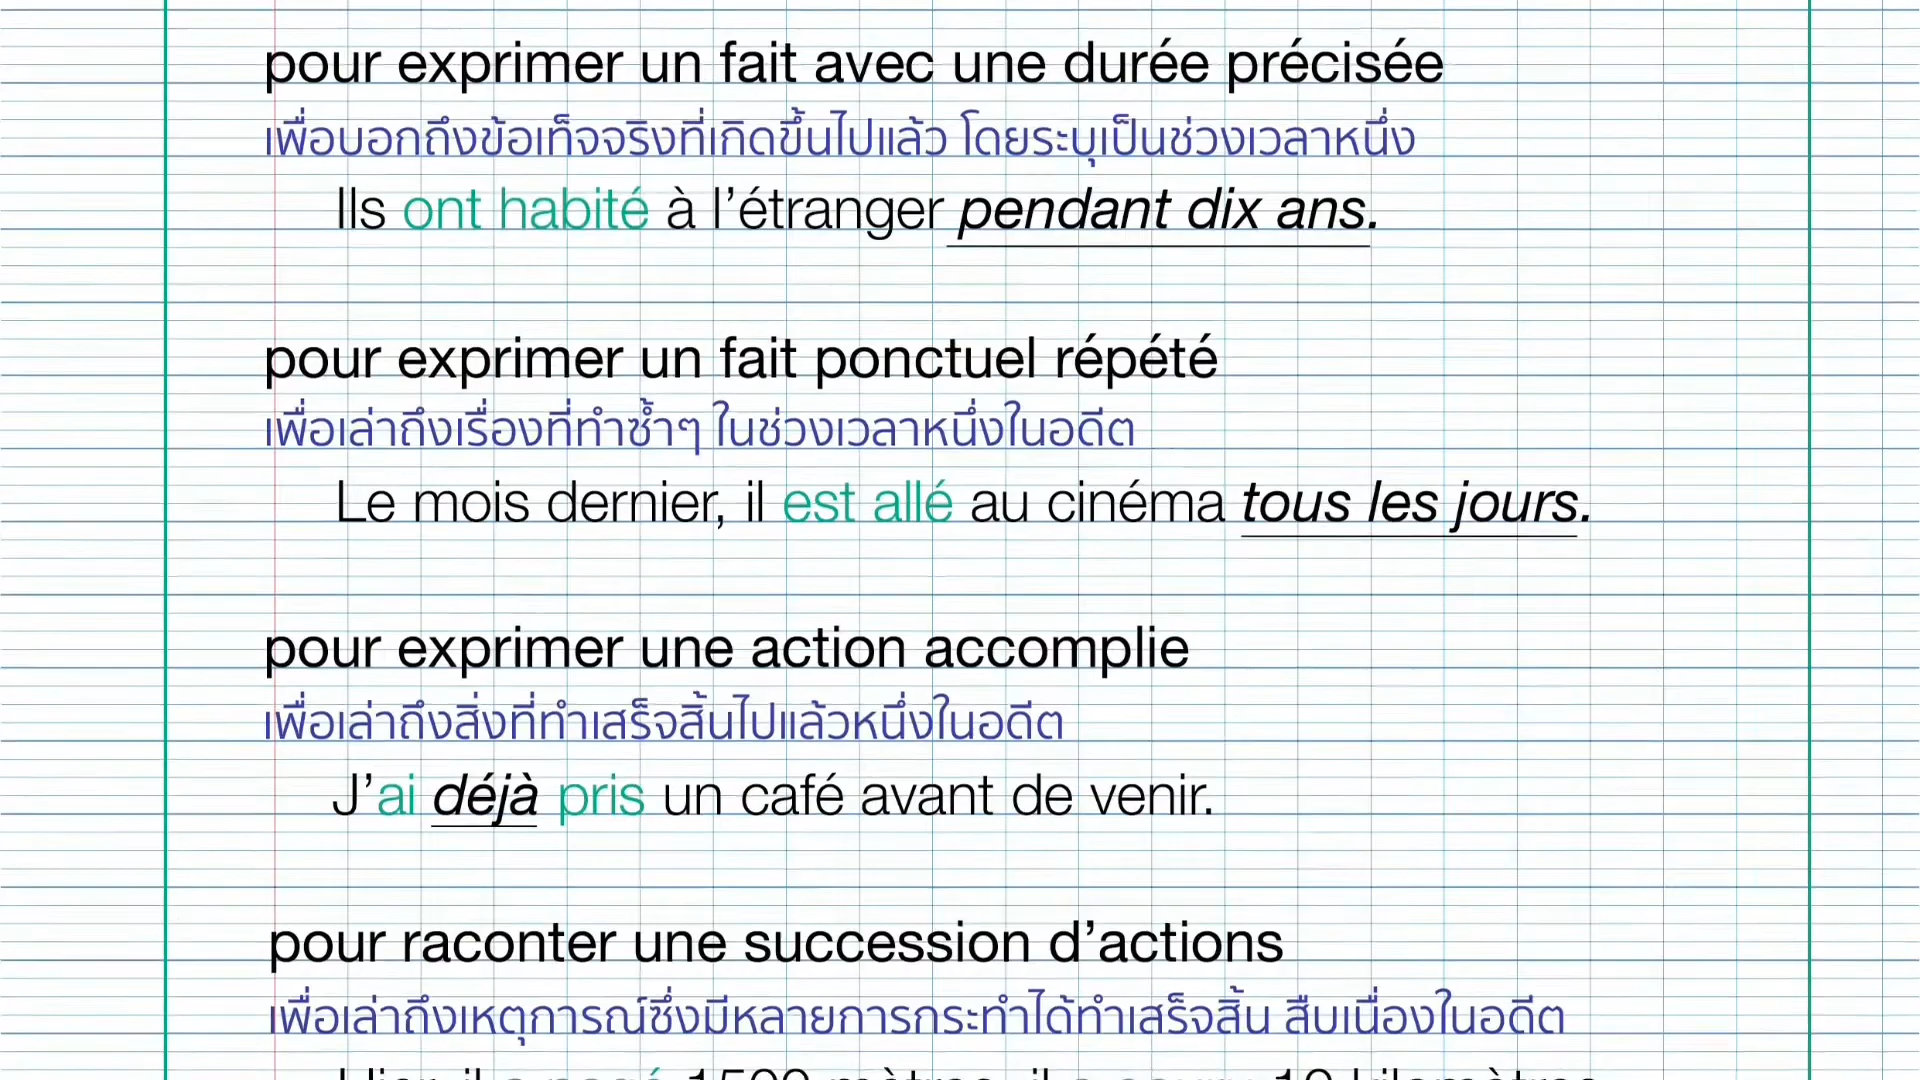 pour exprimer un fait avec une durée précisée
เพื่อบอกถึงข้อเท็จจริงที่เกิดขึ้นไปแล้ว โดยระบุเป็นช่วงเวลาหนึ่ง
Ils ont habité à l’étranger pendant dix ans.
pour exprimer un fait ponctuel répété
เพื่อเล่าถึงเรื่องที่ทำซ้ำๆ ในช่วงเวลาหนึ่งในอดีต
Le mois dernier, il est allé au cinéma tous les jours.
pour exprimer une action accomplie
เพื่อเล่าถึงสิ่งที่ทำเสร็จสิ้นไปแล้วหนึ่งในอดีต
J’ai déjà pris un café avant de venir.
pour raconter une succession d’actions
เพื่อเล่าถึงเหตุการณ์ซึ่งมีหลายการกระทำได้ทำเสร็จสิ้น สืบเนื่องในอดีต
Hier, il a nagé 1500 mètres, il a couru 10 kilomètres